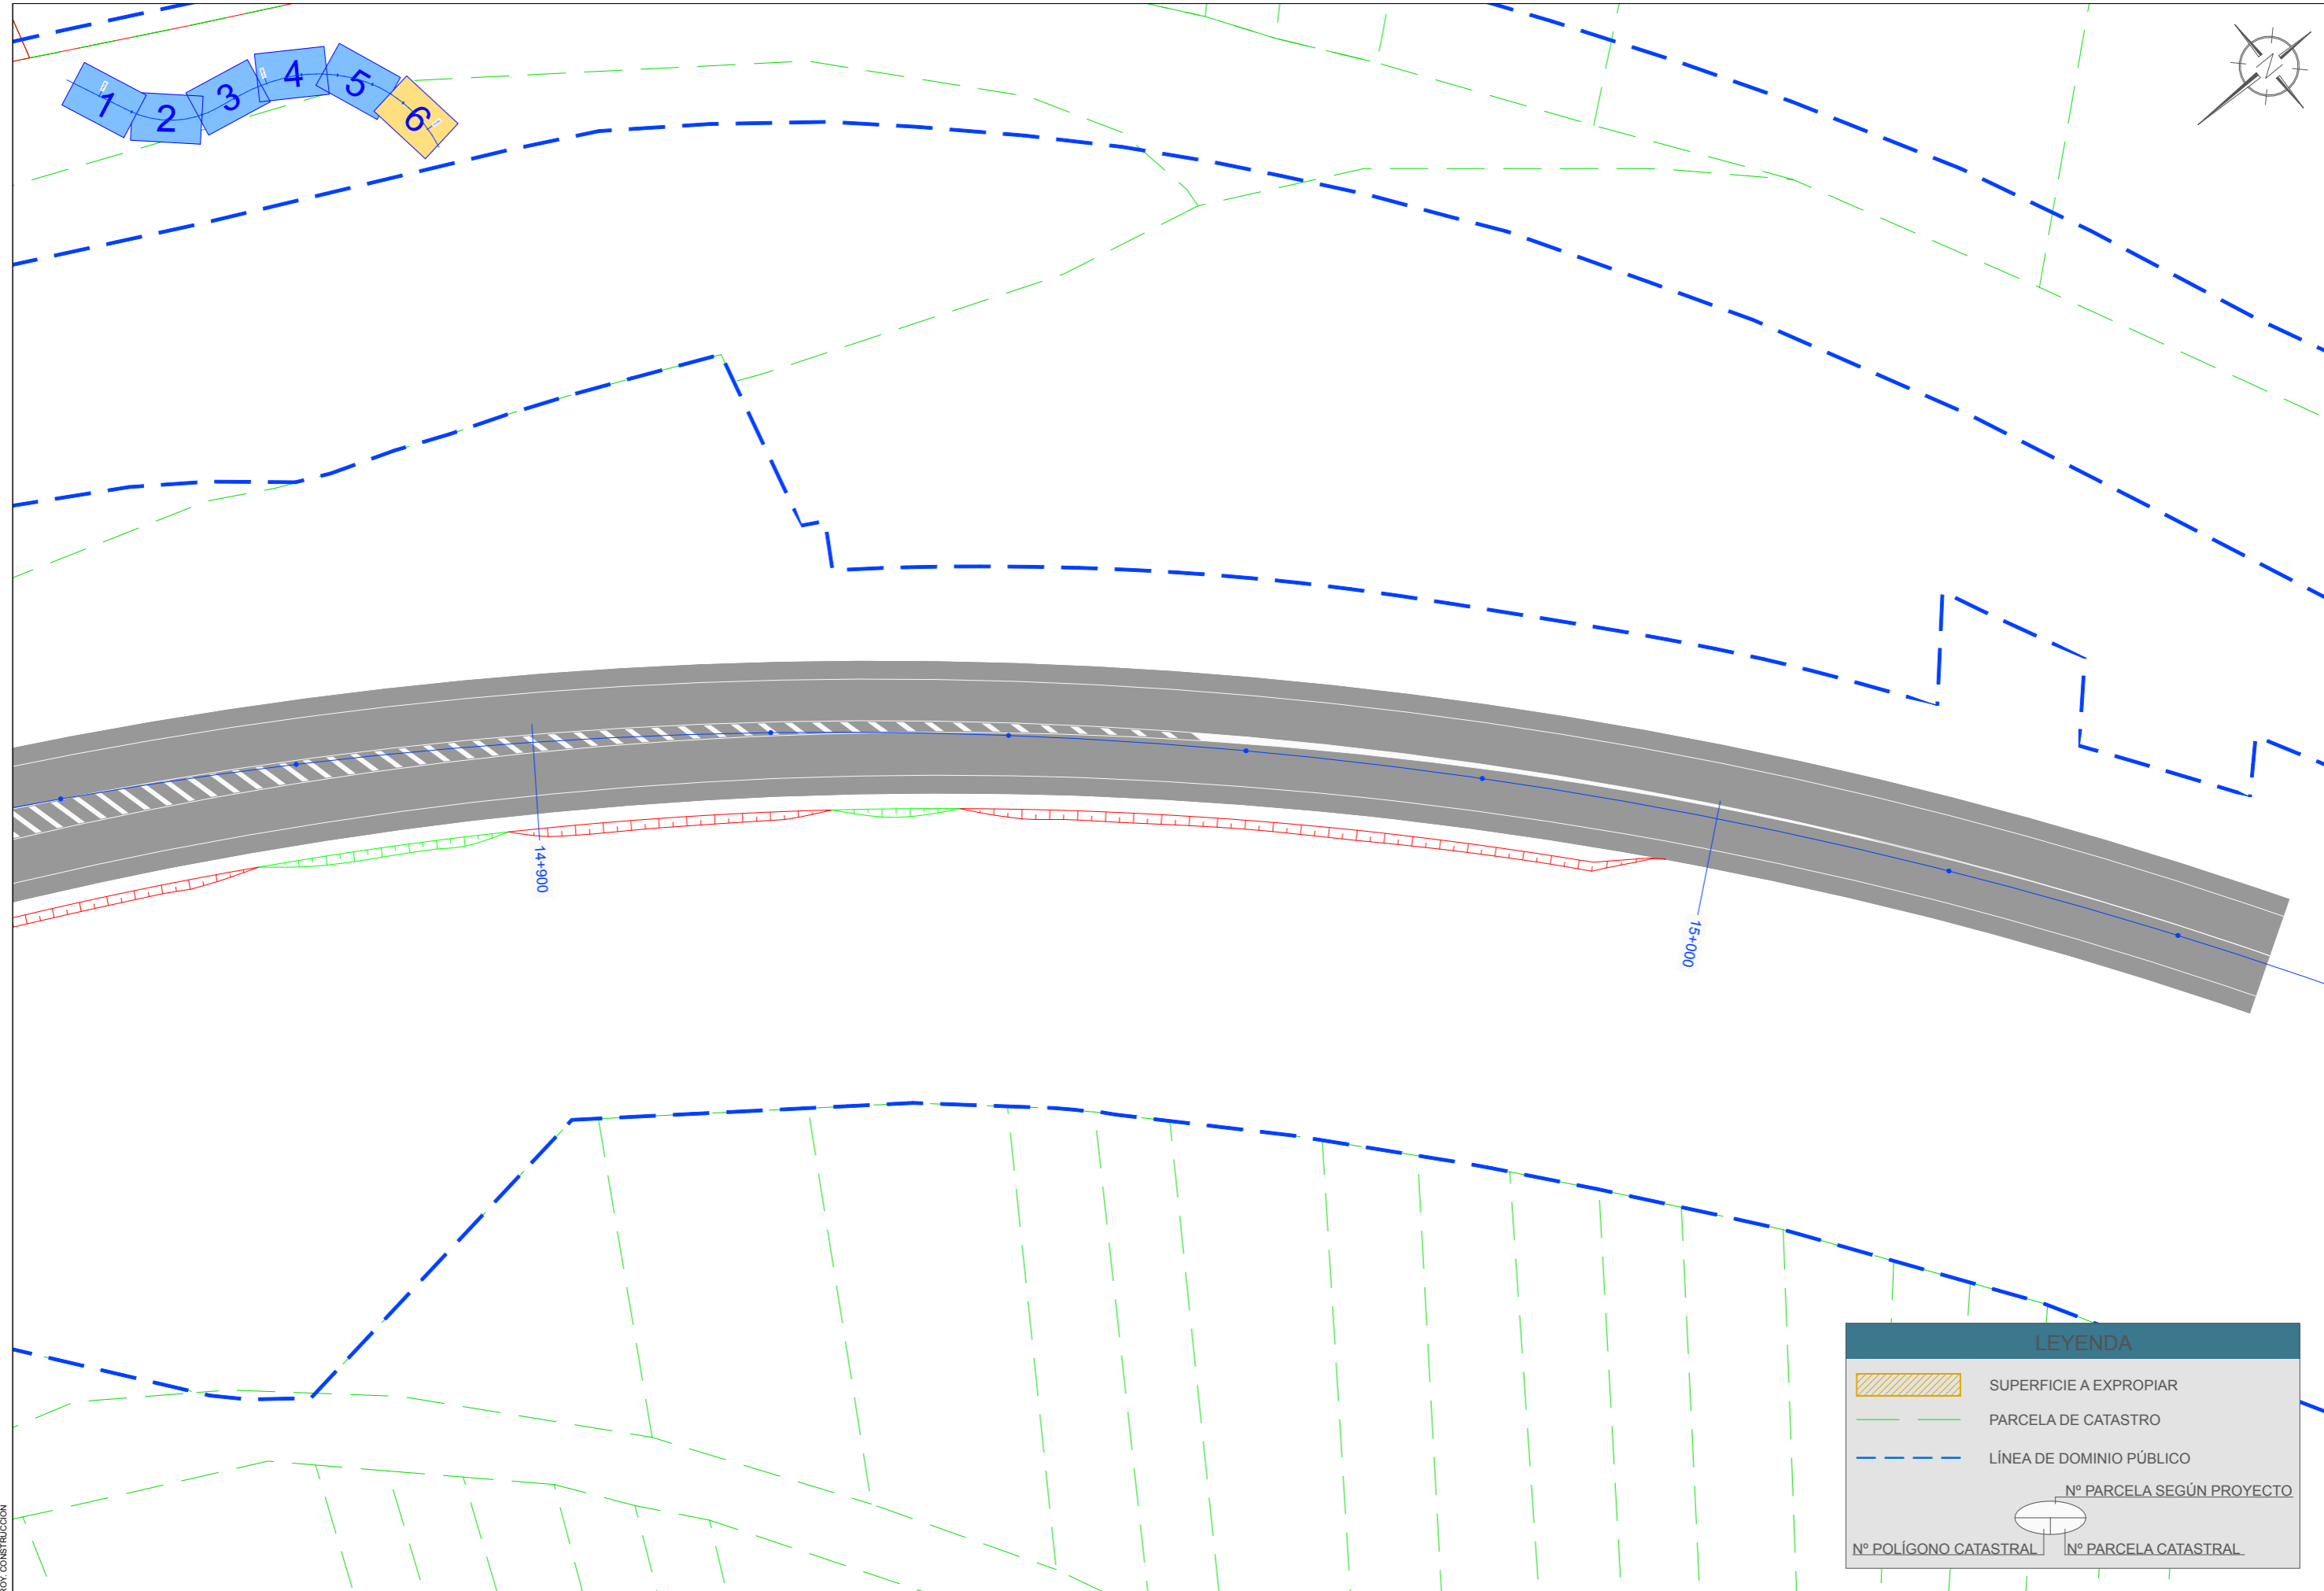 1
2
3
4
5
6
14+900
15+000
LEYENDA
SUPERFICIE A EXPROPIAR
PARCELA DE CATASTRO
LÍNEA DE DOMINIO PÚBLICO
Nº PARCELA SEGÚN PROYECTO
Nº POLÍGONO CATASTRAL
Nº PARCELA CATASTRAL
CONSTRUCCION